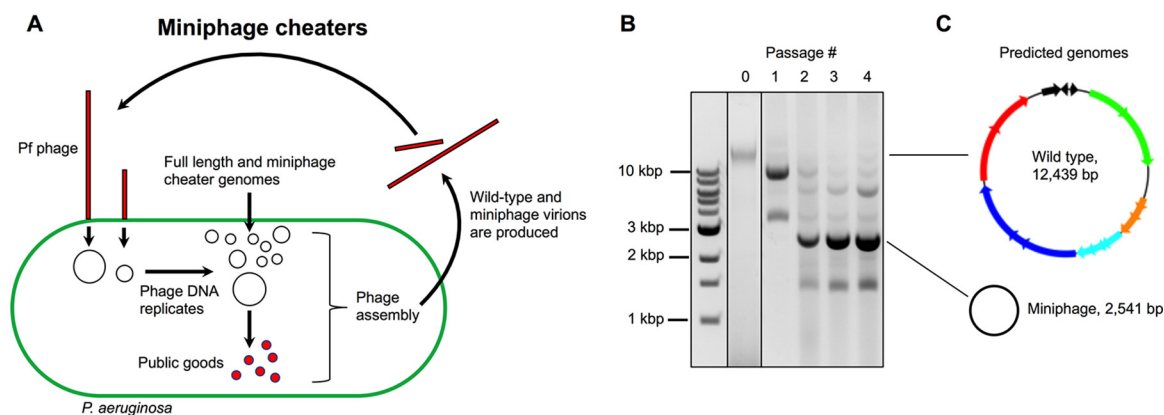 A
Miniphage cheaters
Pf phage
Full length and miniphage
cheater genomes
Wild-type and
miniphage virions
are produced
Phage DNA
replicates
Phage
assembly
Public goods
P. aeruginosa
B
Passage #
0 1 2 3 4
10 kbp
3 kbp
2 kbp
1 kbp
C
Predicted genomes
Wild type,
12,439 bp
Miniphage, 2,541 bp